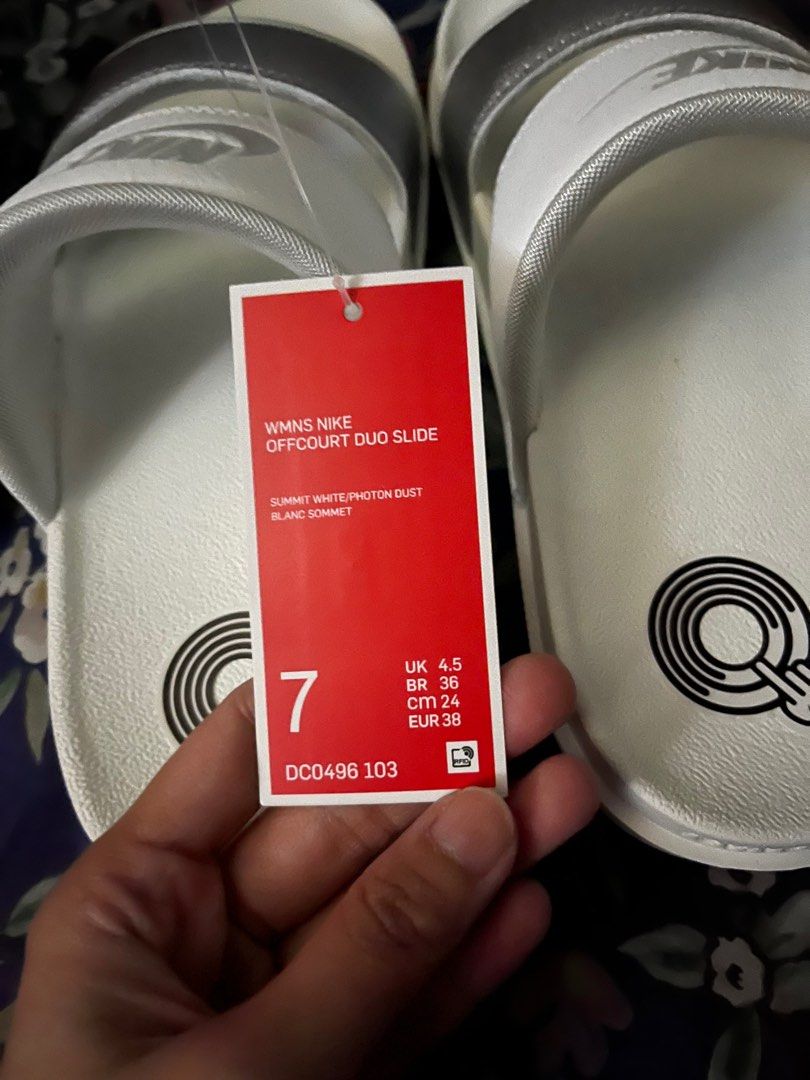 NIKE
NIKE
WMNS NIKE
OFFCOURT DUO SLIDE
SUMMIT WHITE/PHOTON DUST
BLANC SOMMET
7
UK 4.5
BR 36
cm 24
EUR 38
DC0496 103
RFID